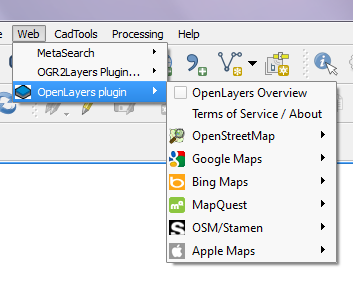 Web CadTools Processing Help
MetaSearch
OGR2Layers Plugin...
OpenLayers plugin
OpenLayers Overview
Terms of Service / About
OpenStreetMap
Google Maps
Bing Maps
MapQuest
OSM/Stamen
Apple Maps